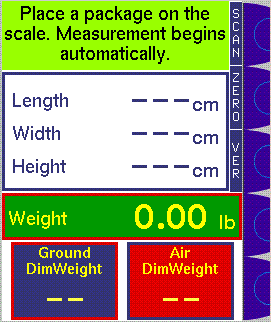 Place a package on the
scale. Measurement begins
automatically.
Length ---cm
Width ---cm
Height ---cm
Weight 0.00 lb
Ground
DimWeight
--
Air
DimWeight
--
SCAN
ZERO
VER